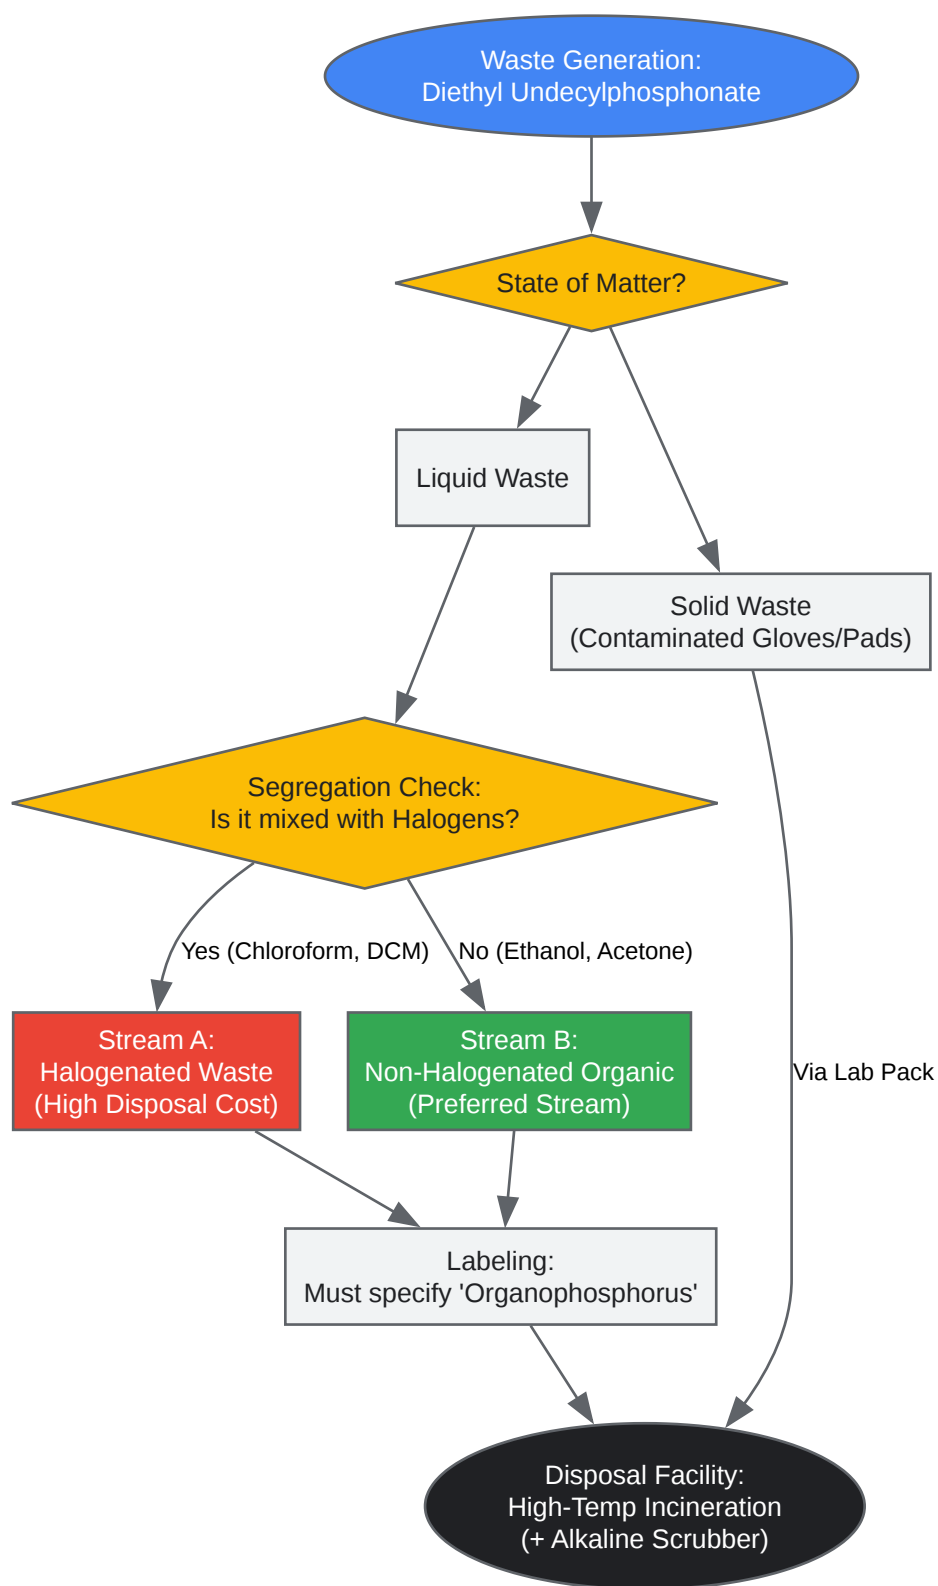 Waste Generation:
Diethyl Undecylphosphonate
State of Matter?
Liquid Waste
Solid Waste
(Contaminated Gloves/Pads)
Segregation Check:
Is it mixed with Halogens?
Yes (Chloroform, DCM)
No (Ethanol, Acetone)
Stream A:
Halogenated Waste
(High Disposal Cost)
Stream B:
Non-Halogenated Organic
(Preferred Stream)
Via Lab Pack
Labeling:
Must specify 'Organophosphorus'
Disposal Facility:
High-Temp Incineration
(+ Alkaline Scrubber)